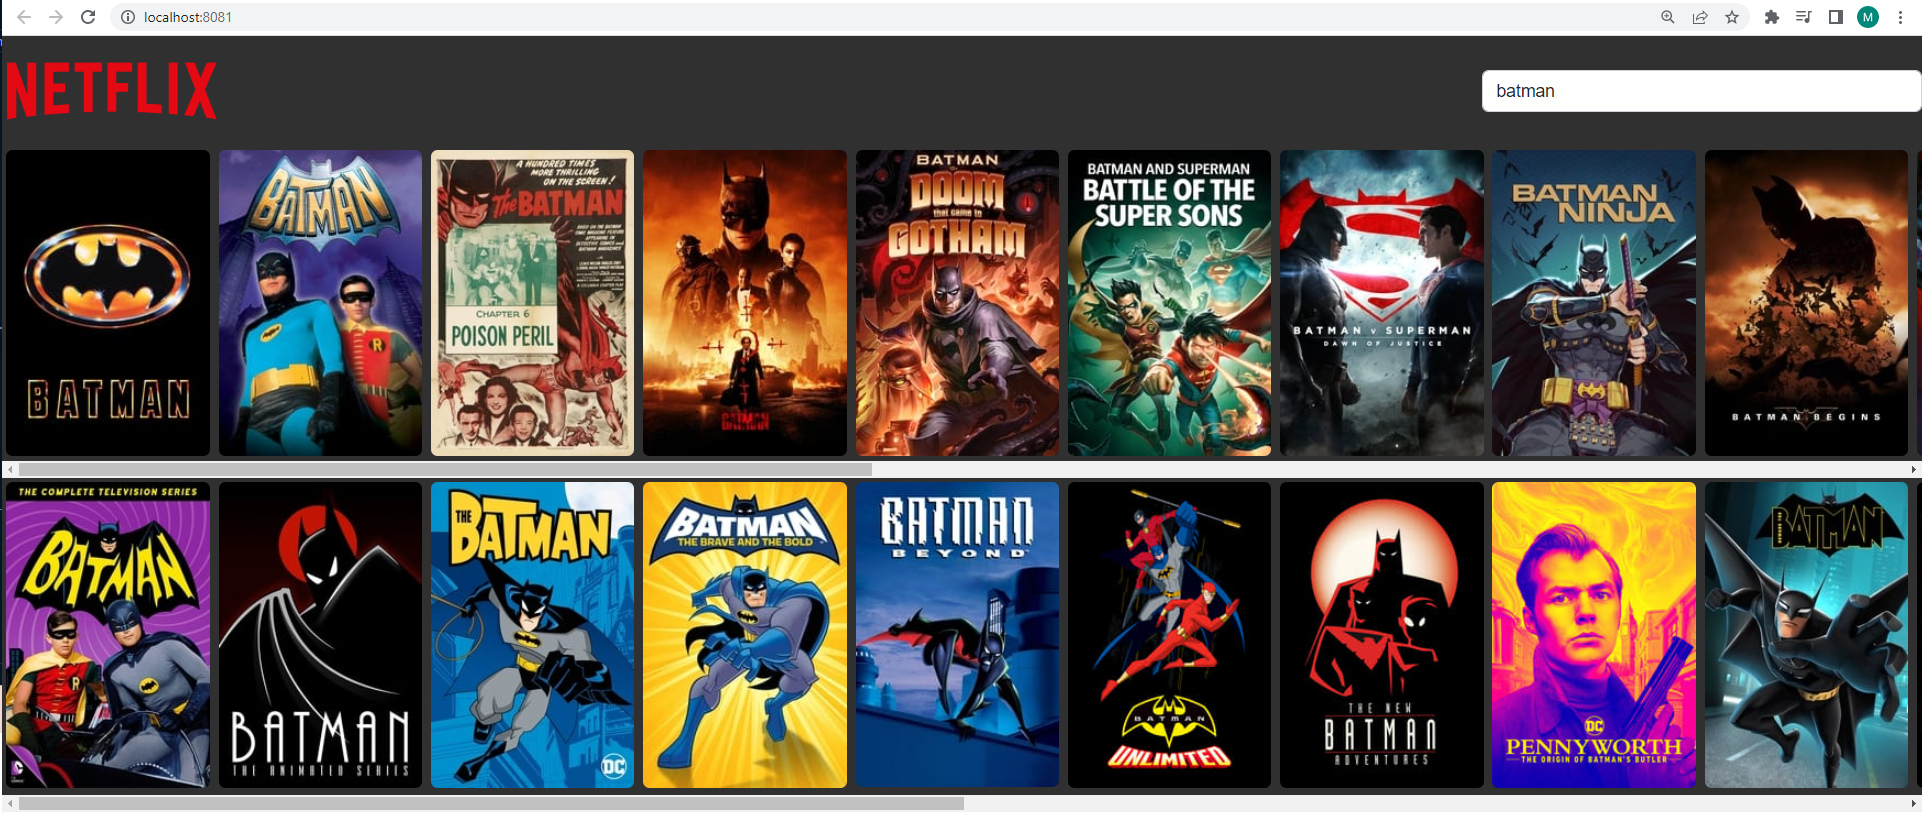 localhost:8081
M
NETFLIX
batman
BATMAN
BATMAN
A HUNDRED TIMES
MORE THRILLING
ON THE SCREEN!
The BATMAN
CHAPTER 6
POISON PERIL
BATMAN
BATMAN
DOOM
that came to
GOTHAM
BATMAN AND SUPERMAN
BATTLE OF THE
SUPER SONS
BATMAN v SUPERMAN
DAWN OF JUSTICE
BATMAN
NINJA
BATMAN BEGINS
THE COMPLETE TELEVISION SERIES
BATMAN
R
BATMAN
THE ANIMATED SERIES
THE
BATMAN
DC
BATMAN
THE BRAVE AND THE BOLD
BATMAN
BEYOND
BATMAN
UNLIMITED
THE NEW
BATMAN
ADVENTURES
DC
PENNYWORTH
THE ORIGIN OF BATMAN'S BUTLER
BEWARE THE
BATMAN